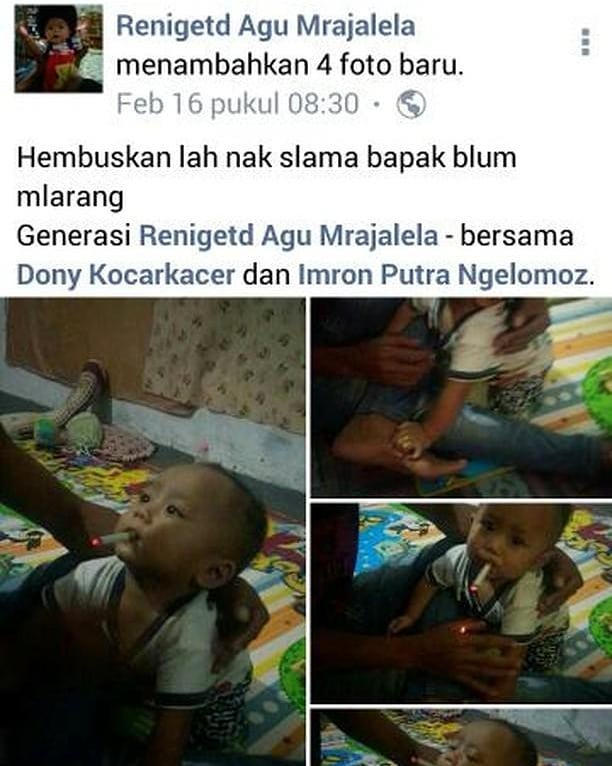 Renigetd Agu Mrajalela
menambahkan 4 foto baru.
Feb 16 pukul 08:30 •
Hembuskan lah nak slama bapak blum
mlarang
Generasi Renigetd Agu Mrajalela - bersama
Dony Kocarkacer dan Imron Putra Ngelomoz.